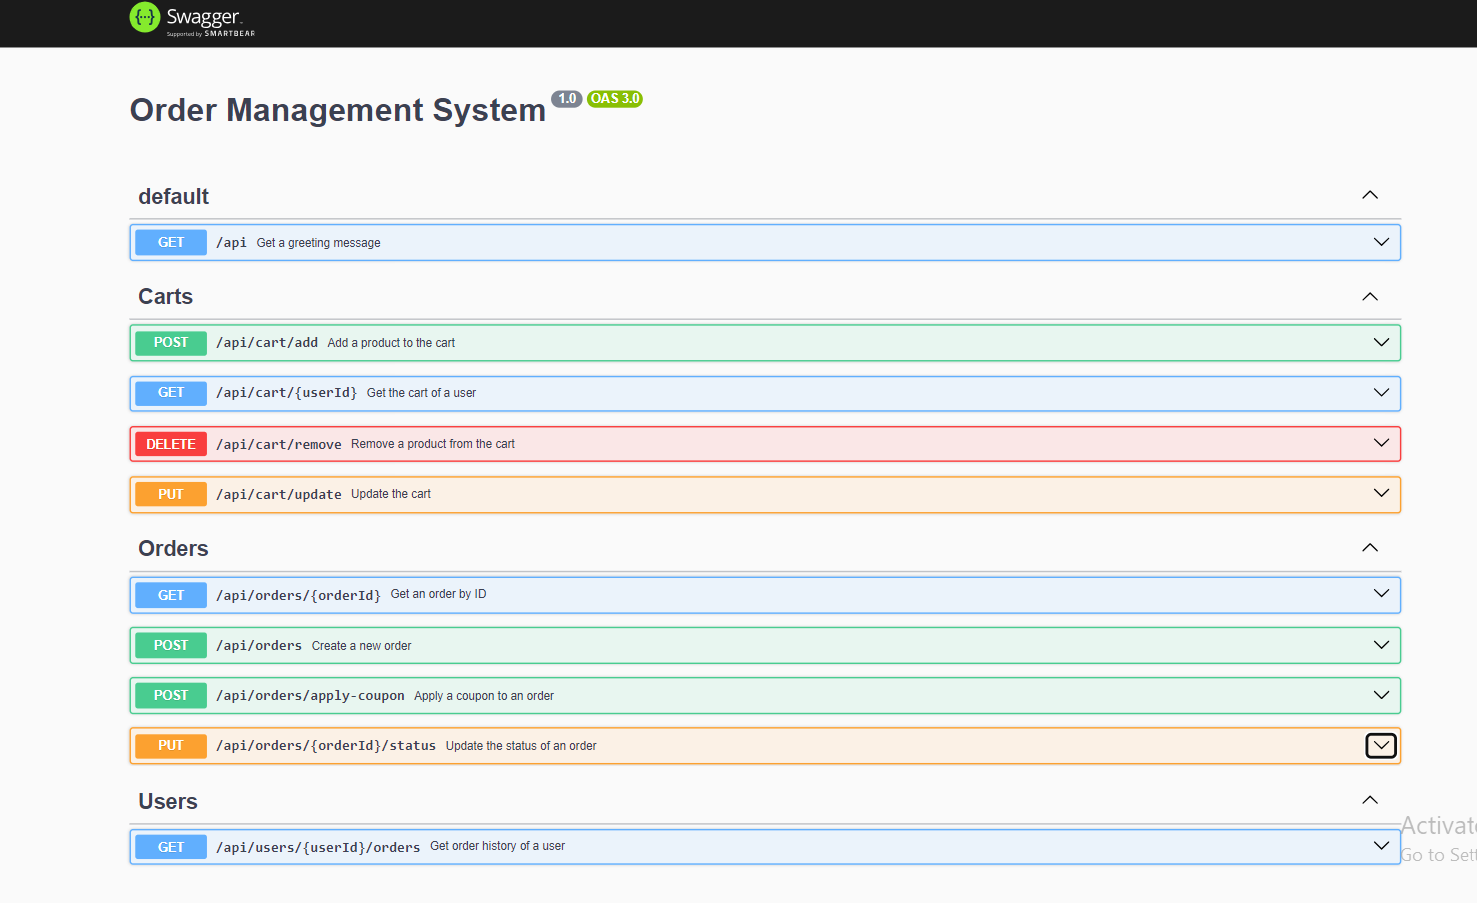 Swagger
Supported by SMARTBEAR
Order Management System 1.0 OAS 3.0
default
GET /api Get a greeting message
Carts
POST /api/cart/add Add a product to the cart
GET /api/cart/{userId} Get the cart of a user
DELETE /api/cart/remove Remove a product from the cart
PUT /api/cart/update Update the cart
Orders
GET /api/orders/{orderId} Get an order by ID
POST /api/orders Create a new order
POST /api/orders/apply-coupon Apply a coupon to an order
PUT /api/orders/{orderId}/status Update the status of an order
Users
GET /api/users/{userId}/orders Get order history of a user
Activate
Go to Sett